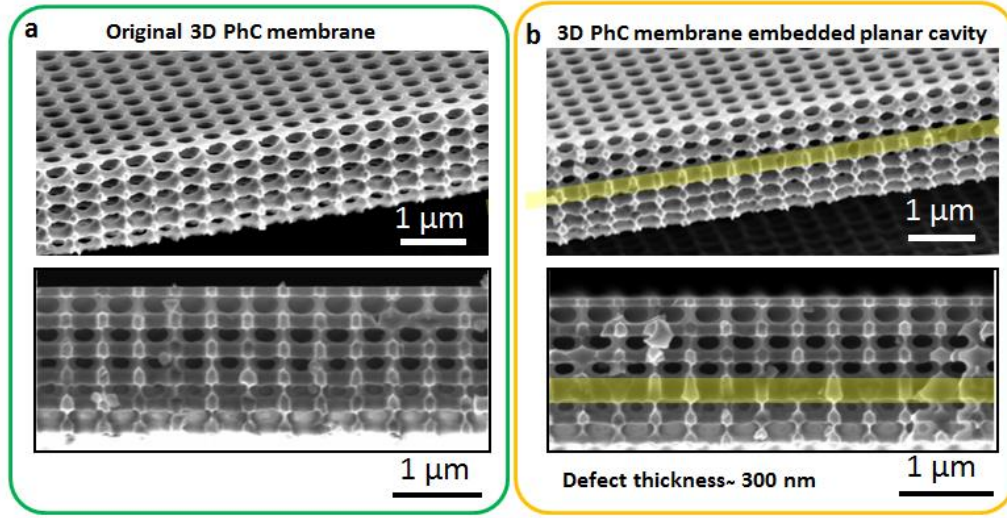 a
Original 3D PhC membrane
1 μm
1 μm
b
3D PhC membrane embedded planar cavity
1 μm
1 μm
Defect thickness~ 300 nm